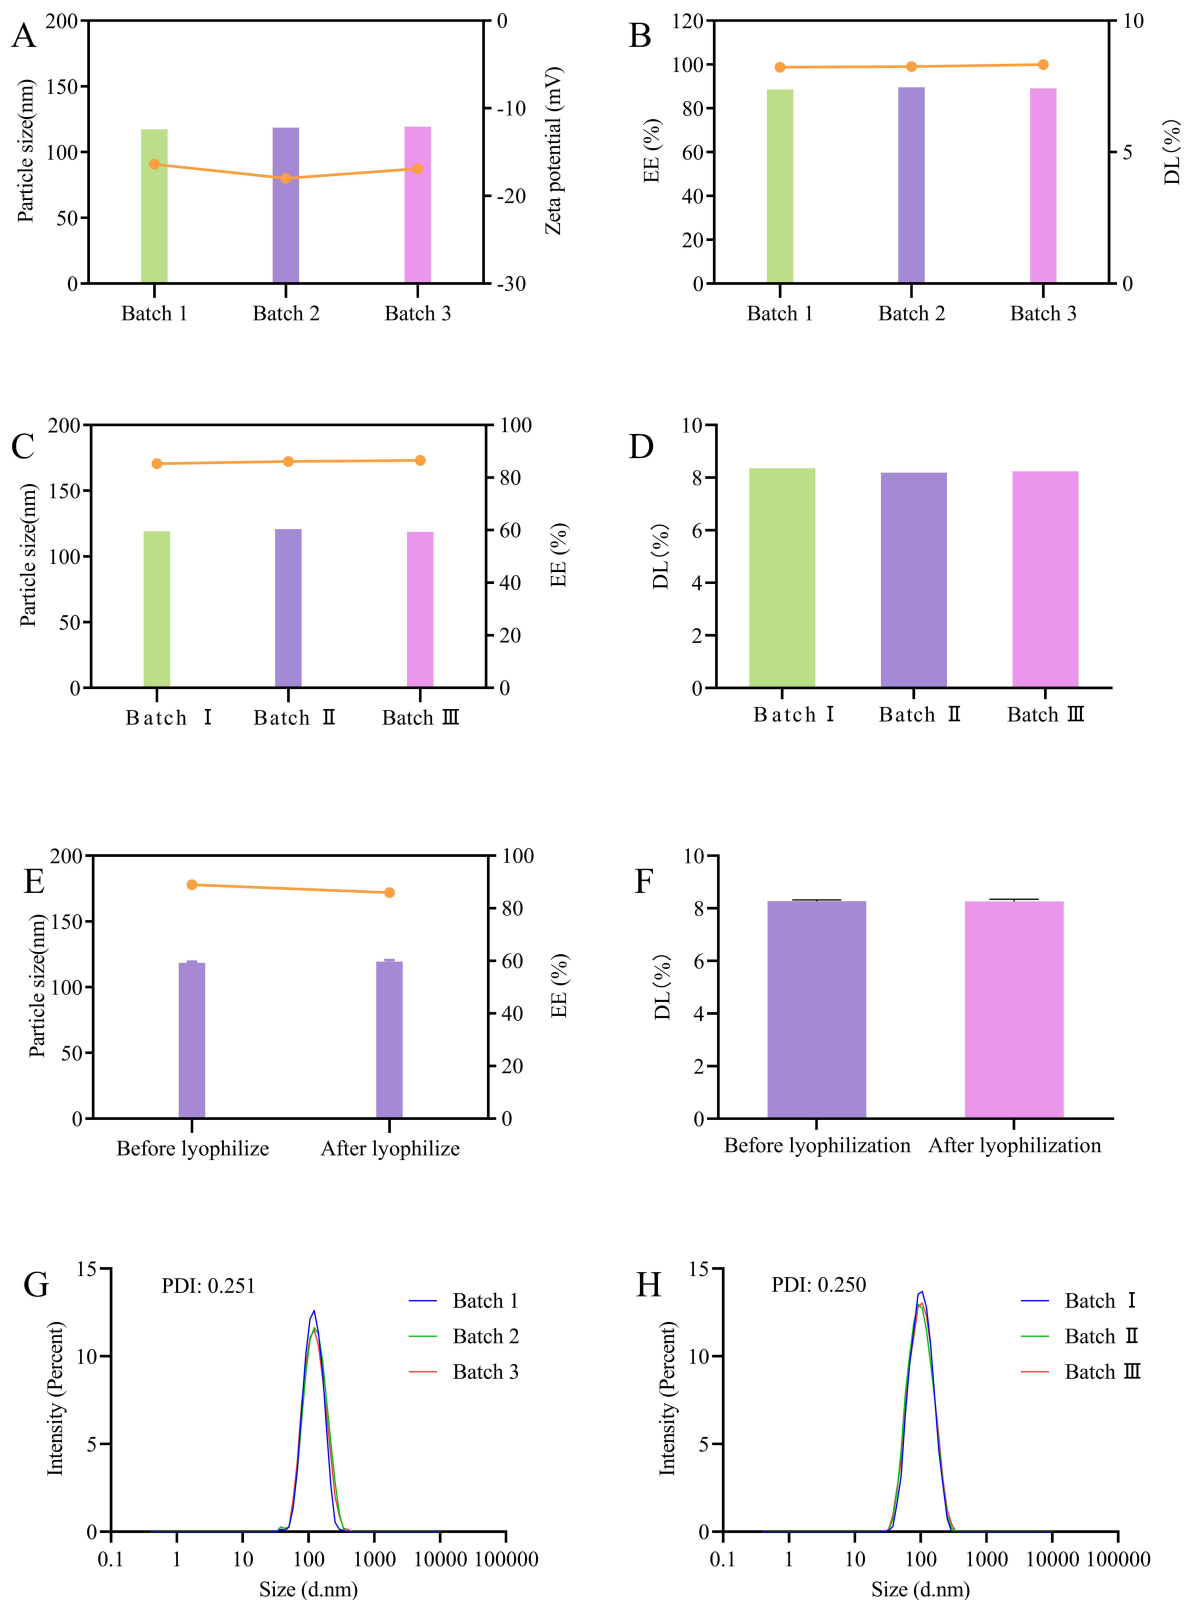 A
200
150
100
50
0
Particle size(nm)
0
-10
-20
-30
Zeta potential (mV)
Batch 1
Batch 2
Batch 3
B
120
100
80
60
40
20
0
EE (%)
10
5
0
DL(%)
Batch 1
Batch 2
Batch 3
C
200
150
100
50
0
Particle size(nm)
100
80
60
40
20
0
EE (%)
Batch Ⅰ
Batch Ⅱ
Batch Ⅲ
D
10
8
6
4
2
0
DL(%)
Batch Ⅰ
Batch Ⅱ
Batch Ⅲ
E
200
150
100
50
0
Particle size(nm)
100
80
60
40
20
0
EE (%)
Before lyophilize
After lyophilize
F
10
8
6
4
2
0
DL(%)
Before lyophilization
After lyophilization
G
PDI: 0.251
15
10
5
0
Intensity (Percent)
Batch 1
Batch 2
Batch 3
0.1
1
10
100
1000
10000
100000
Size (d.nm)
H
PDI: 0.250
15
10
5
0
Intensity (Percent)
Batch Ⅰ
Batch Ⅱ
Batch Ⅲ
0.1
1
10
100
1000
10000
100000
Size (d.nm)